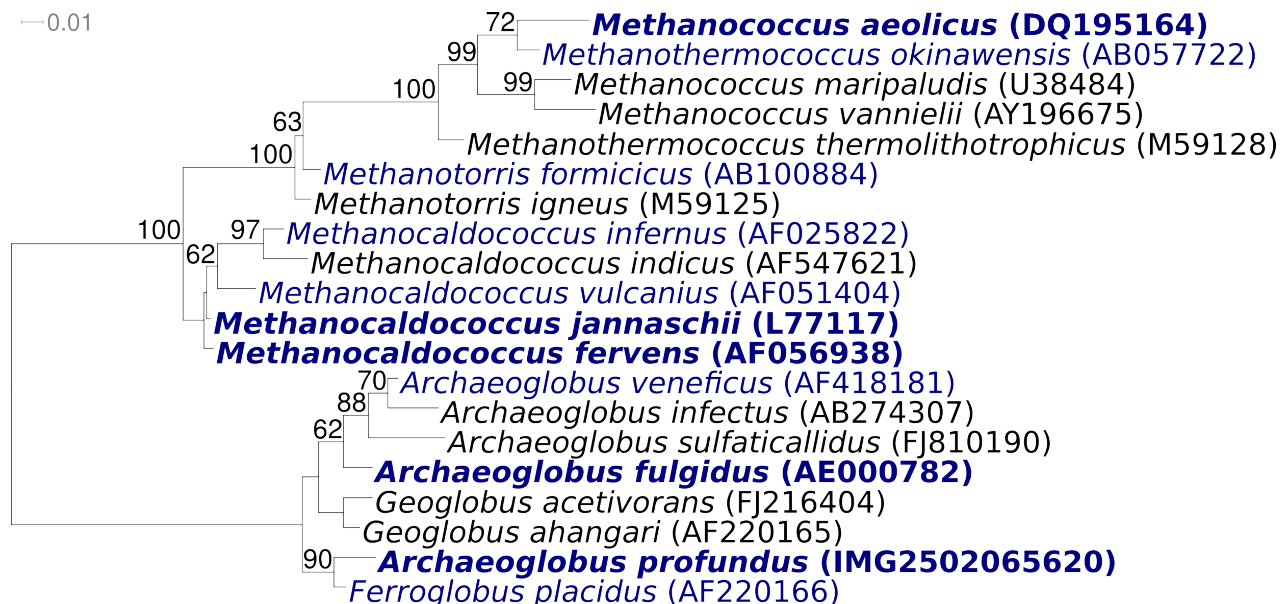 0.01
72 Methanococcus aeolicus (DQ195164)
99 Methanothermococcus okinawensis (AB057722)
100 99 Methanococcus maripaludis (U38484)
Methanococcus vannielii (AY196675)
63 Methanothermococcus thermolithotrophicus (M59128)
100 Methanotorris formicicus (AB100884)
Methanotorris igneus (M59125)
100 97 Methanocaldococcus infernus (AF025822)
62 Methanocaldococcus indicus (AF547621)
Methanocaldococcus vulcanius (AF051404)
Methanocaldococcus jannaschii (L77117)
Methanocaldococcus fervens (AF056938)
70 Archaeoglobus veneficus (AF418181)
88 Archaeoglobus infectus (AB274307)
62 Archaeoglobus sulfaticallidus (FJ810190)
Archaeoglobus fulgidus (AE000782)
Geoglobus acetivorans (FJ216404)
Geoglobus ahangari (AF220165)
90 Archaeoglobus profundus (IMG2502065620)
Ferroglobus placidus (AF220166)